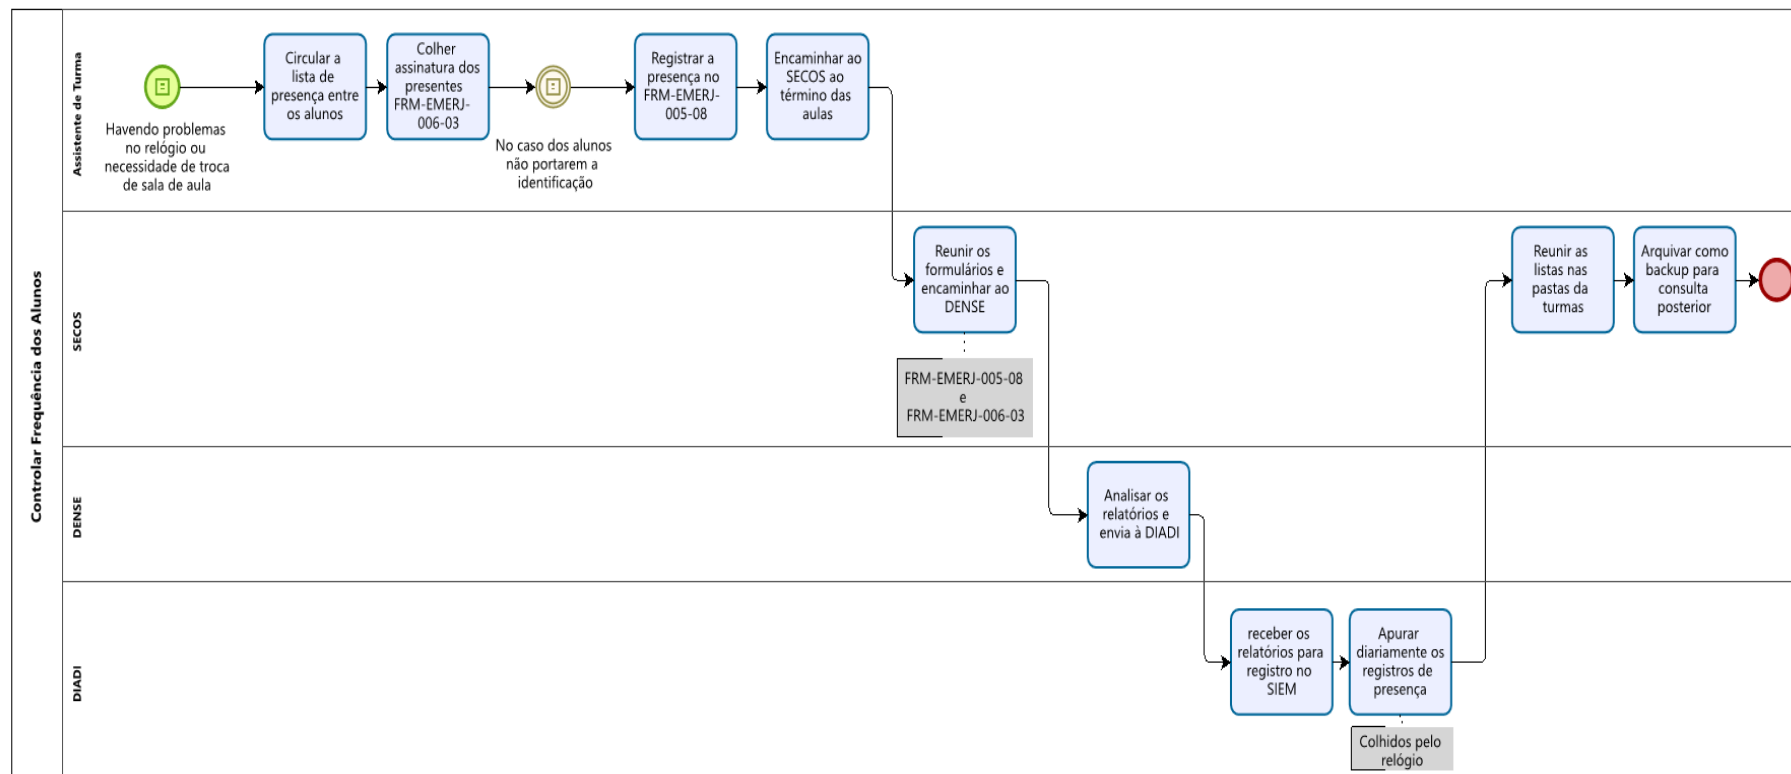 Controlar Frequência dos Alunos
Assistente de Turma
Havendo problemas
no relógio ou
necessidade de troca
de sala de aula
Circular a
lista de
presença entre
os alunos
Colher
assinatura dos
presentes
FRM-EMERJ-
006-03
No caso dos alunos
não portarem a
identificação
Registrar a
presença no
FRM-EMERJ-
005-08
Encaminhar ao
SECOS ao
término das
aulas
SECOS
Reunir os
formulários e
encaminhar ao
DENSE
FRM-EMERJ-005-08
e
FRM-EMERJ-006-03
Reunir as
listas nas
pastas da
turmas
Arquivar como
backup para
consulta
posterior
DENSE
Analisar os
relatórios e
envia à DIADI
DIADI
receber os
relatórios para
registro no
SIEM
Apurar
diariamente os
registros de
presença
Colhidos pelo
relógio